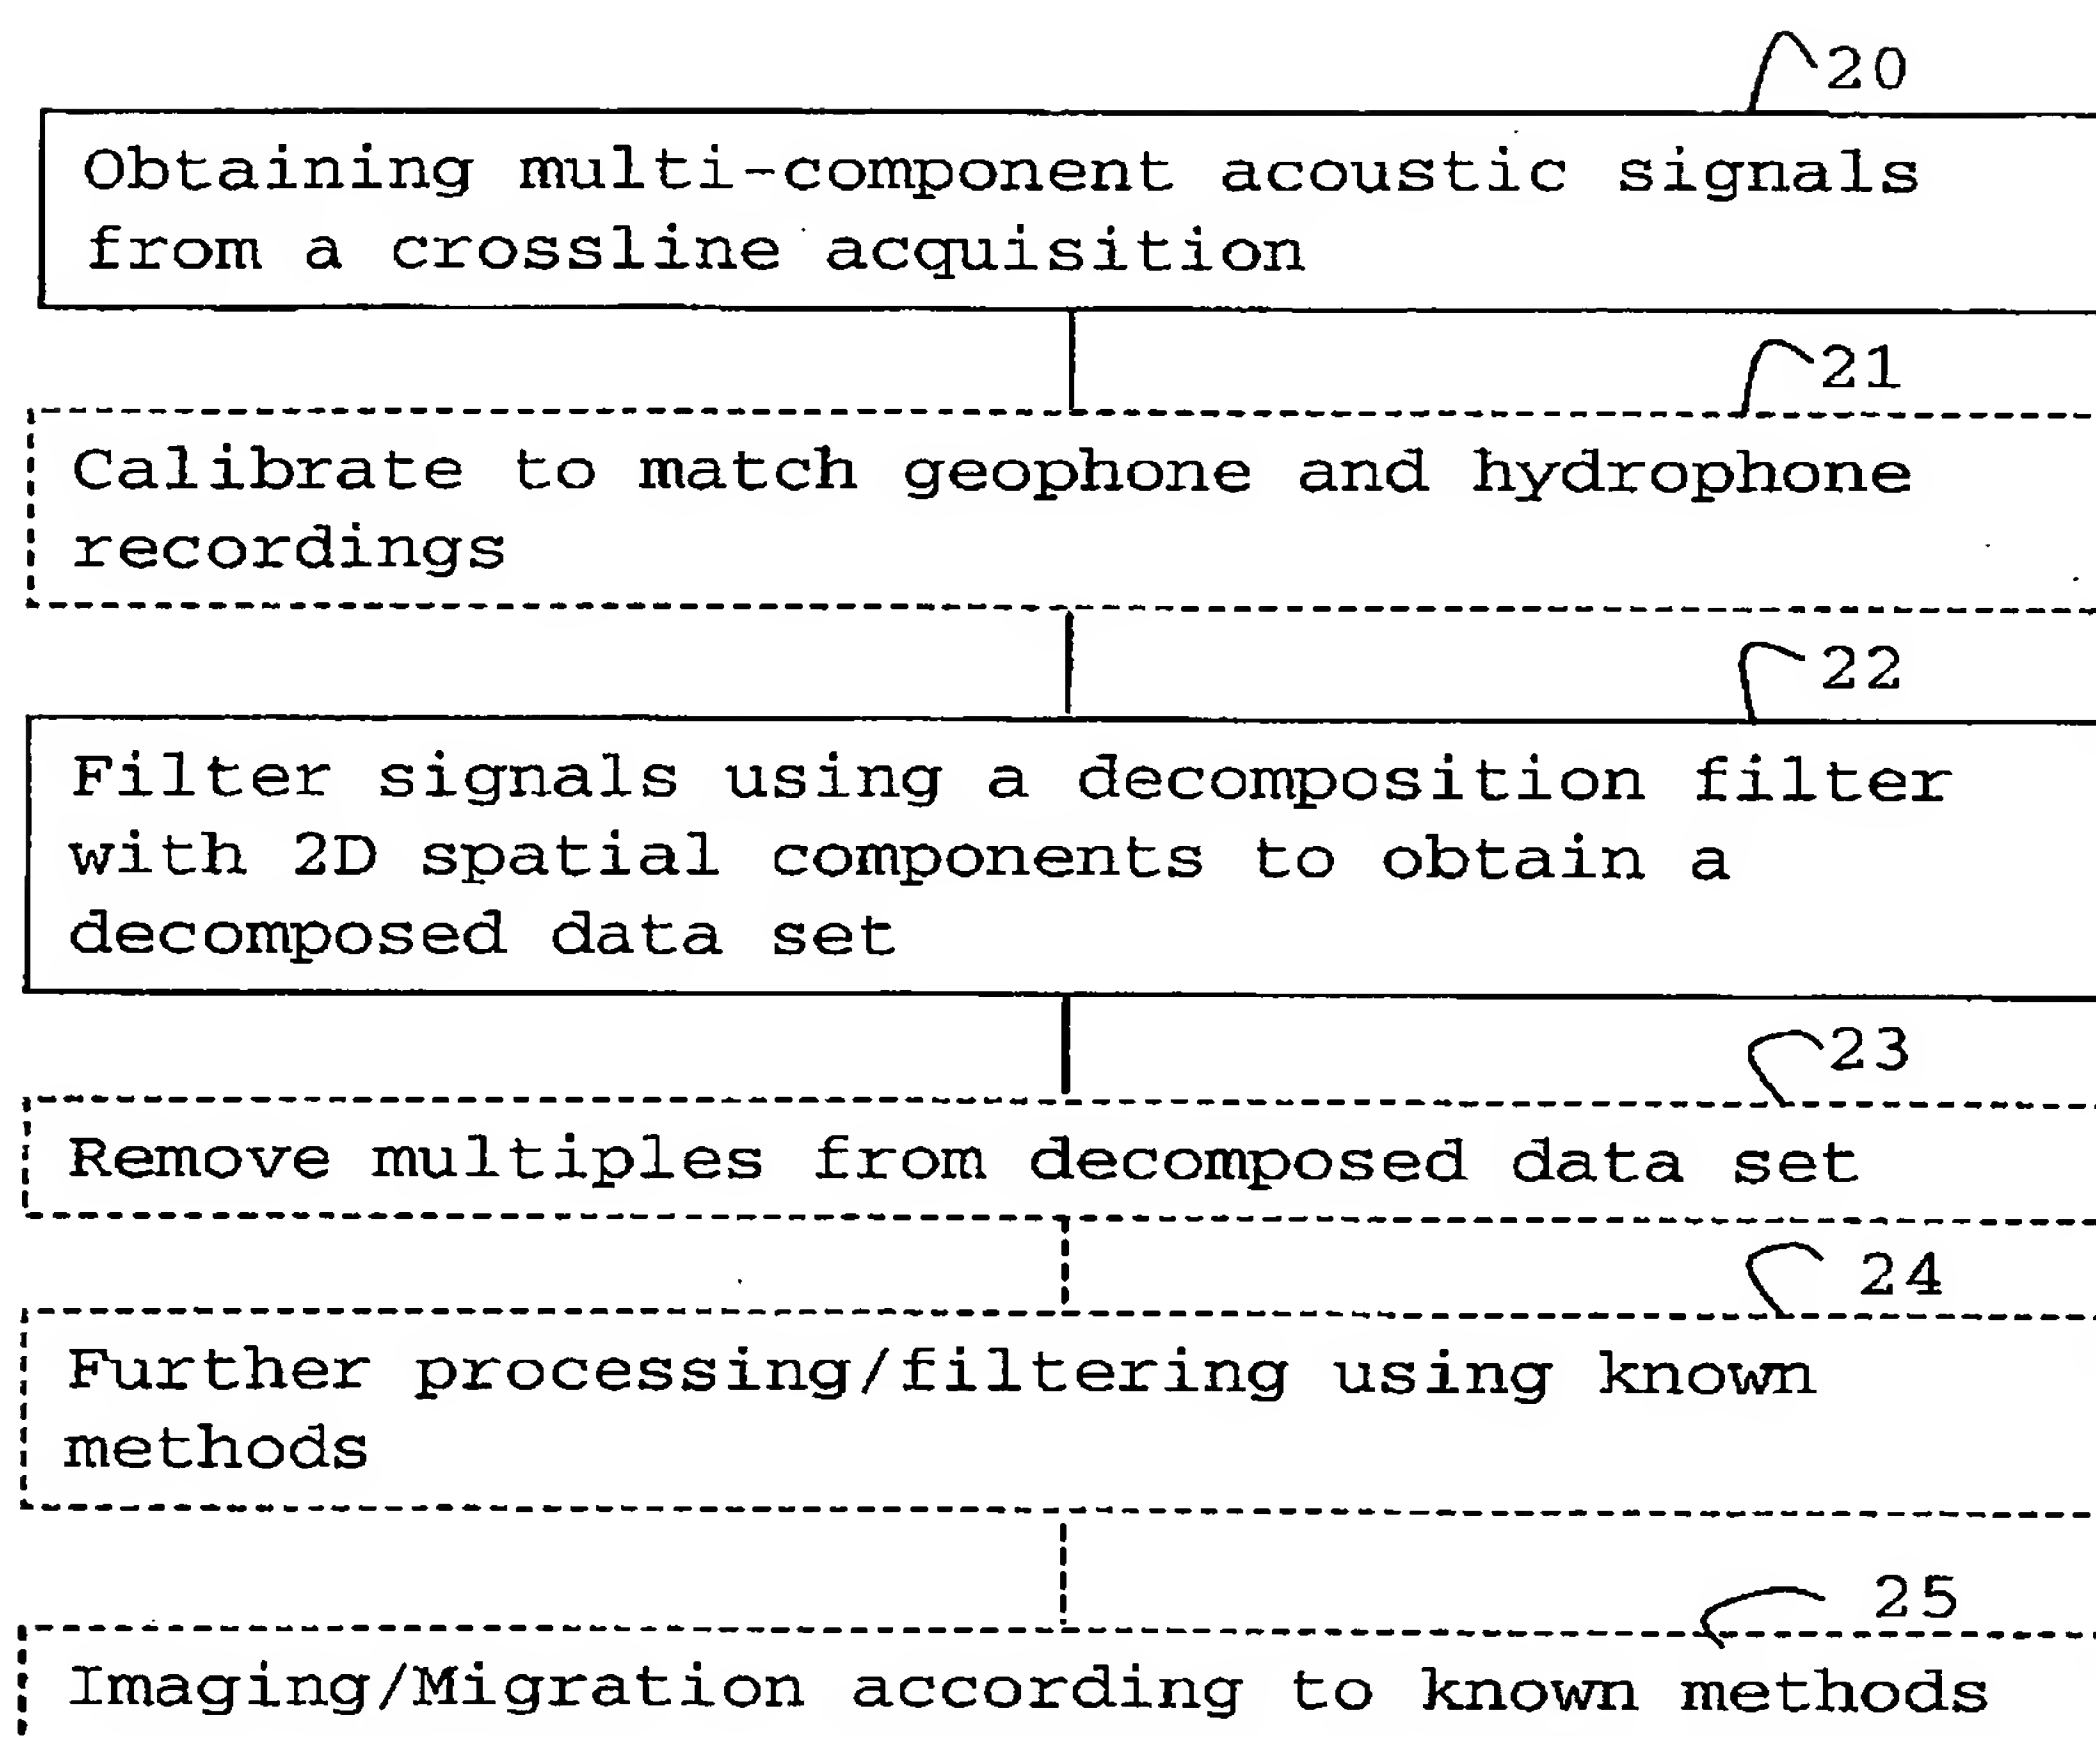 20
Obtaining multi-component acoustic signals
from a crossline acquisition
21
Calibrate to match geophone and hydrophone
recordings
22
Filter signals using a decomposition filter
with 2D spatial components to obtain a
decomposed data set
23
Remove multiples from decomposed data set
24
Further processing/filtering using known
methods
25
Imaging/Migration according to known methods